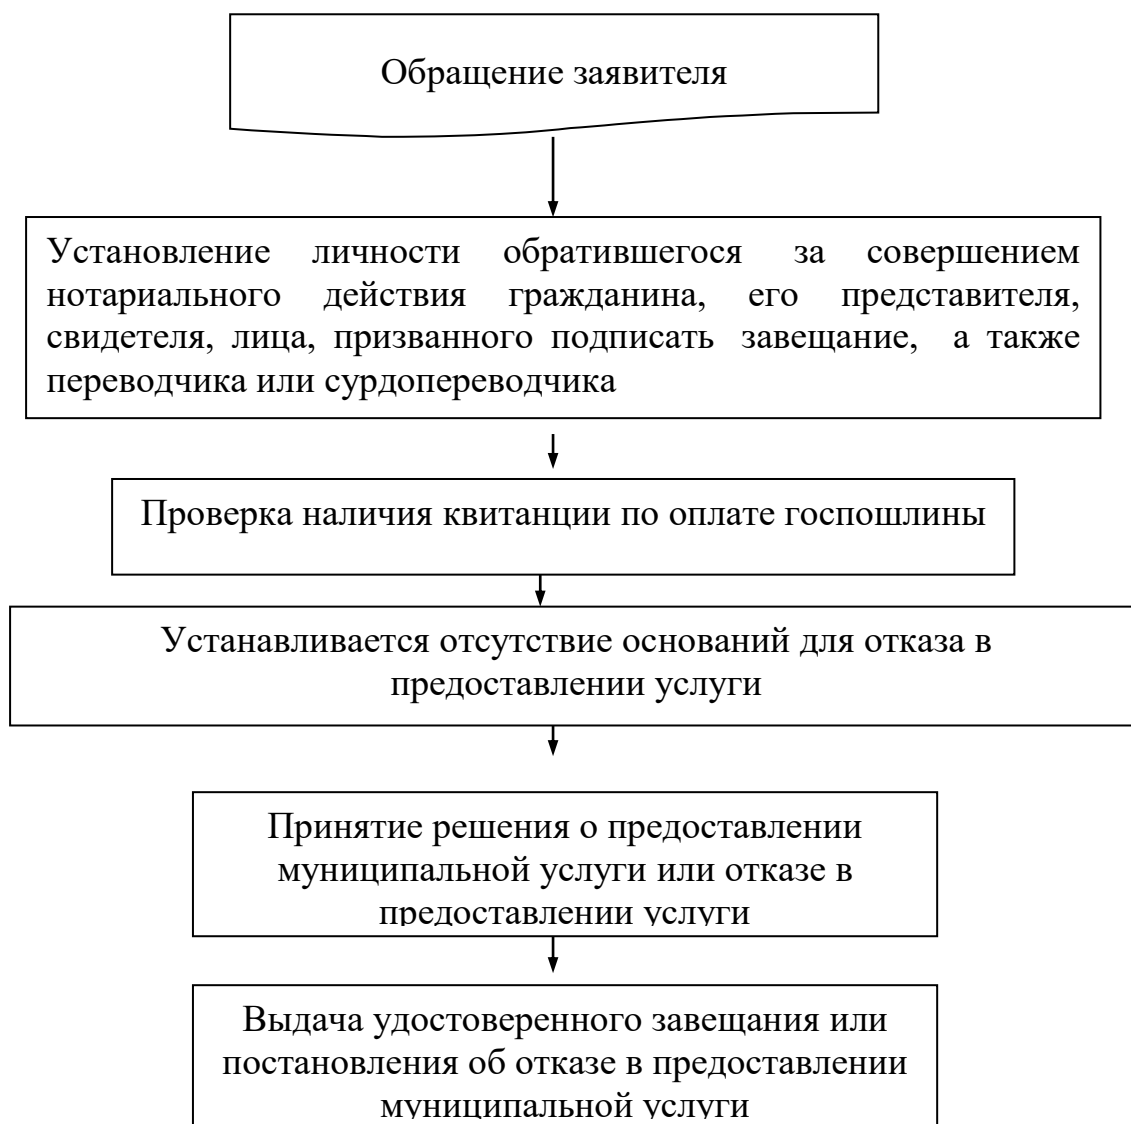 Обращение заявителя
Установление личности обратившегося за совершением
нотариального действия гражданина, его представителя,
свидетеля, лица, призванного подписать завещание, а также
переводчика или сурдопереводчика
Проверка наличия квитанции по оплате госпошлины
Устанавливается отсутствие оснований для отказа в
предоставлении услуги
Принятие решения о предоставлении
муниципальной услуги или отказе в
предоставлении услуги
Выдача удостоверенного завещания или
постановления об отказе в предоставлении
муниципальной услуги